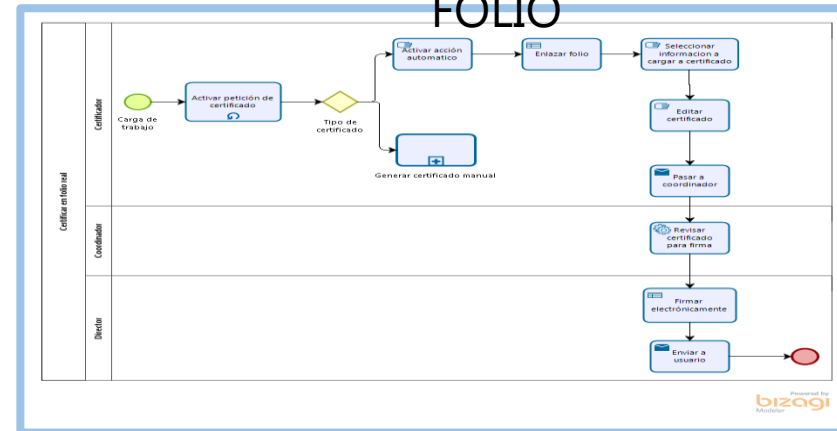 FOLIO
Certificar en folio real
Certificador
Carga de
trabajo
Activar petición de
certificado
Tipo de
certificado
Activar acción
automatico
Enlazar folio
Seleccionar
informacion a
cargar a certificado
Generar certificado manual
Editar
certificado
Pasar a
coordinador
Coordinador
Revisar
certificado
para firma
Director
Firmar
electrónicamente
Enviar a
usuario
Powered by
bizagi
Modeler